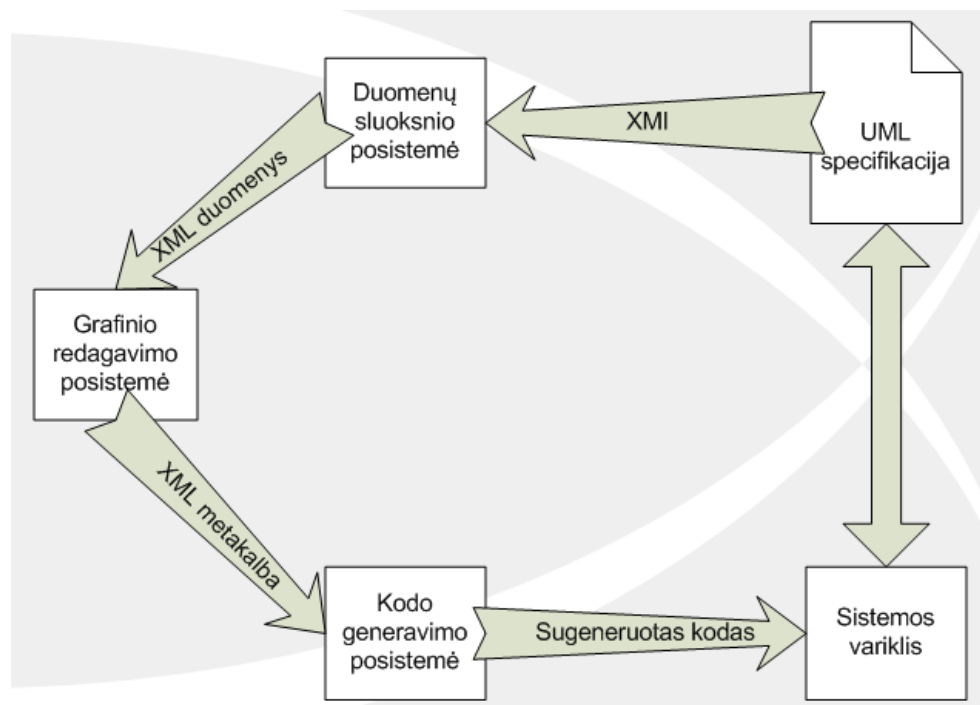 Duomenų
sluoksnio
posistemė
XMI
UML
specifikacija
XML duomenys
Grafinio
redagavimo
posistemė
XML metakalba
Kodo
generavimo
posistemė
Sugeneruotas kodas
Sistemos
variklis